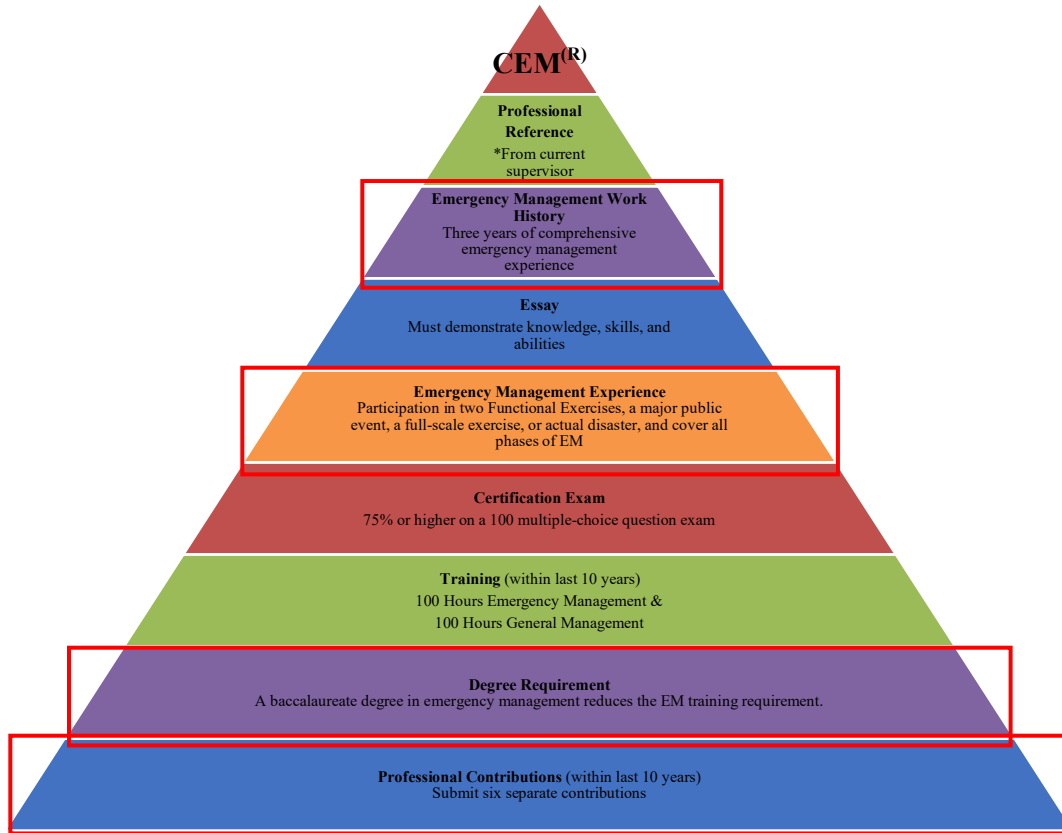 CEM(R)
Professional
Reference
*From current
supervisor
Emergency Management Work
History
Three years of comprehensive
emergency management
experience
Essay
Must demonstrate knowledge, skills, and
abilities
Emergency Management Experience
Participation in two Functional Exercises, a major public
event, a full-scale exercise, or actual disaster, and cover all
phases of EM
Certification Exam
75% or higher on a 100 multiple-choice question exam
Training (within last 10 years)
100 Hours Emergency Management &
100 Hours General Management
Degree Requirement
A baccalaureate degree in emergency management reduces the EM training requirement.
Professional Contributions (within last 10 years)
Submit six separate contributions